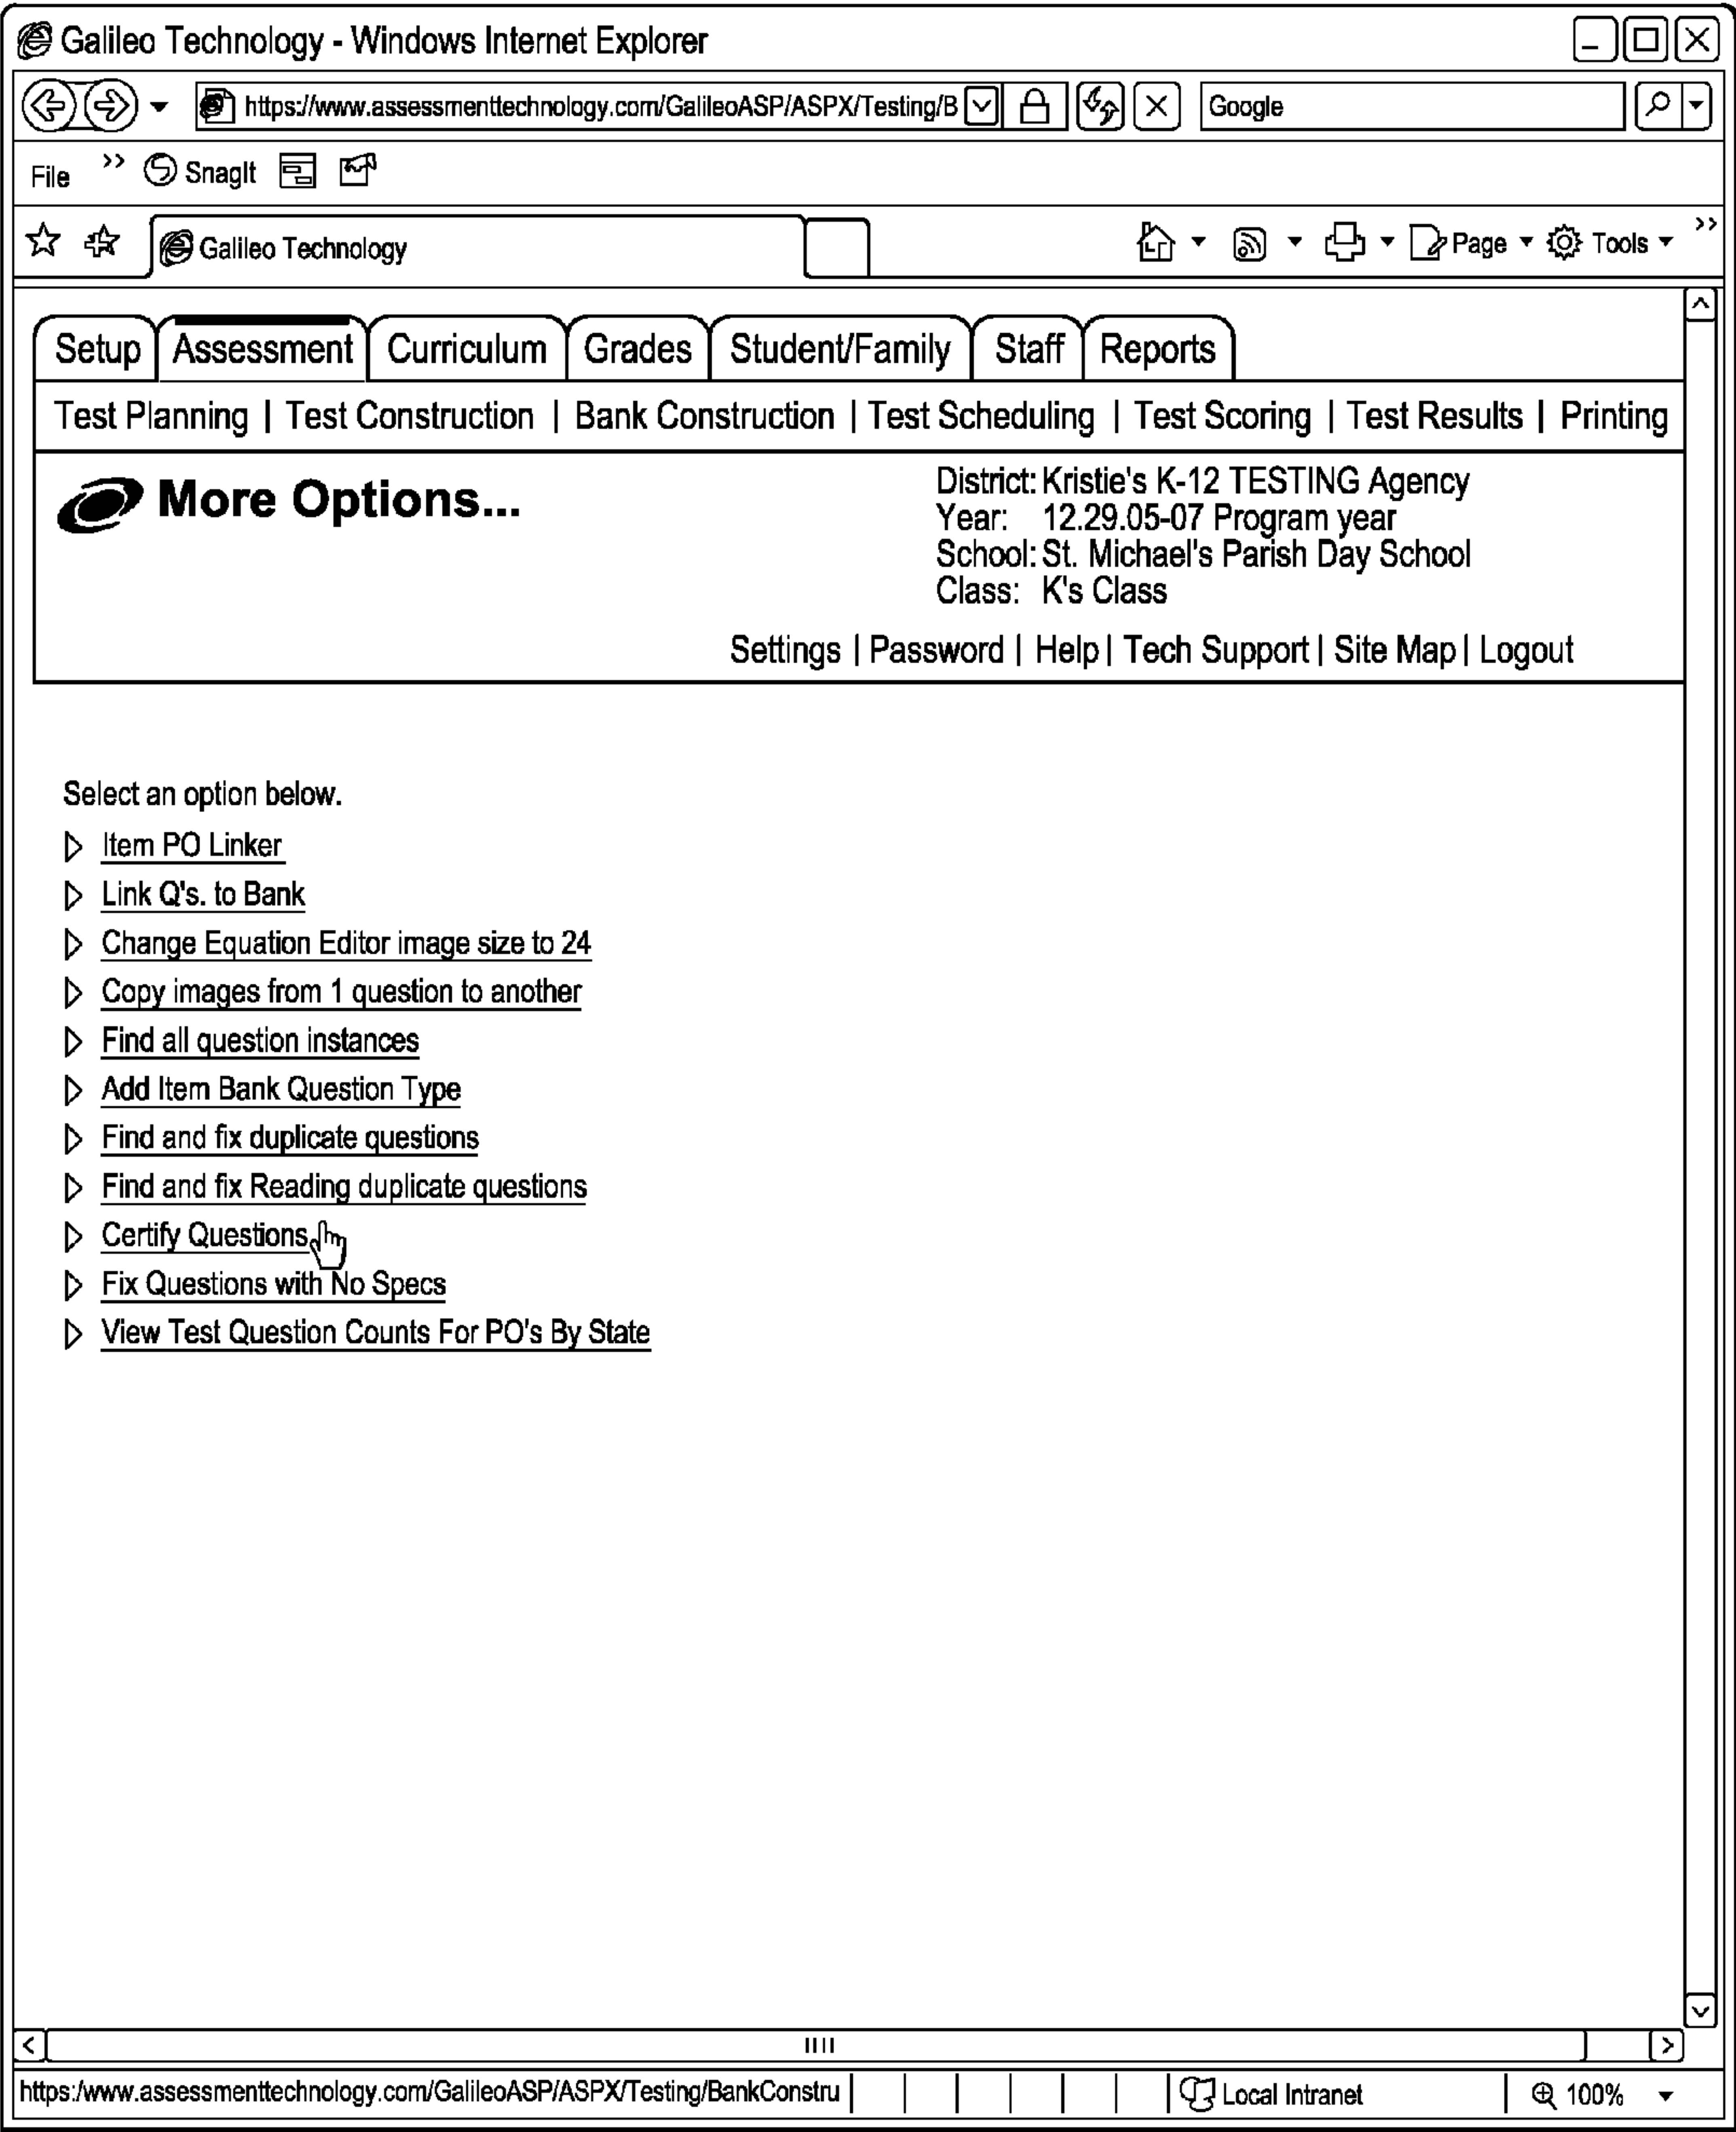 Galileo Technology - Windows Internet Explorer
https://www.assessmenttechnology.com/GalileoASP/ASPX/Testing/B
Google
File » SnagIt
Galileo Technology
Page Tools »
Setup Assessment Curriculum Grades Student/Family Staff Reports
Test Planning | Test Construction | Bank Construction | Test Scheduling | Test Scoring | Test Results | Printing
More Options...
District: Kristie's K-12 TESTING Agency
Year: 12.29.05-07 Program year
School: St. Michael's Parish Day School
Class: K's Class
Settings | Password | Help | Tech Support | Site Map | Logout
Select an option below.
Item PO Linker
Link Q's. to Bank
Change Equation Editor image size to 24
Copy images from 1 question to another
Find all question instances
Add Item Bank Question Type
Find and fix duplicate questions
Find and fix Reading duplicate questions
Certify Questions
Fix Questions with No Specs
View Test Question Counts For PO's By State
https:/www.assessmenttechnology.com/GalileoASP/ASPX/Testing/BankConstru
Local Intranet
100%